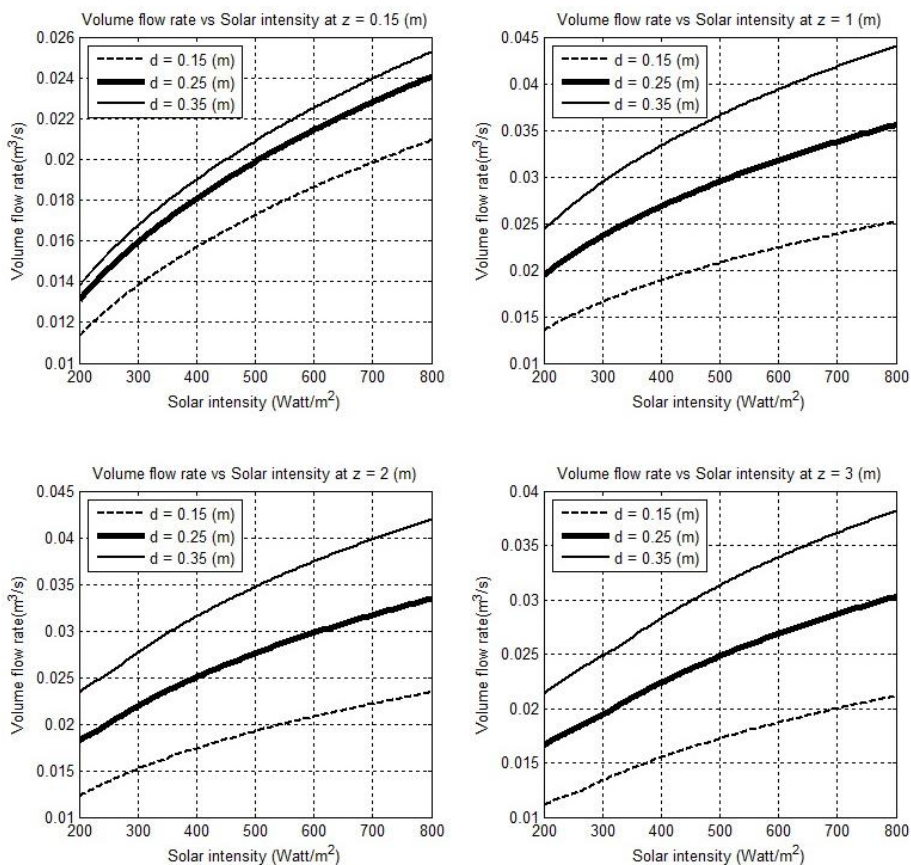 Volume flow rate vs Solar intensity at z = 0.15 (m)
0.026
0.024
0.022
0.02
0.018
0.016
0.014
0.012
0.01
Volume flow rate(m³/s)
d = 0.15 (m)
d = 0.25 (m)
d = 0.35 (m)
200 300 400 500 600 700 800
Solar intensity (Watt/m²)
Volume flow rate vs Solar intensity at z = 1 (m)
0.045
0.04
0.035
0.03
0.025
0.02
0.015
0.01
Volume flow rate(m³/s)
d = 0.15 (m)
d = 0.25 (m)
d = 0.35 (m)
200 300 400 500 600 700 800
Solar intensity (Watt/m²)
Volume flow rate vs Solar intensity at z = 2 (m)
0.045
0.04
0.035
0.03
0.025
0.02
0.015
0.01
Volume flow rate(m³/s)
d = 0.15 (m)
d = 0.25 (m)
d = 0.35 (m)
200 300 400 500 600 700 800
Solar intensity (Watt/m²)
Volume flow rate vs Solar intensity at z = 3 (m)
0.04
0.035
0.03
0.025
0.02
0.015
0.01
Volume flow rate(m³/s)
d = 0.15 (m)
d = 0.25 (m)
d = 0.35 (m)
200 300 400 500 600 700 800
Solar intensity (Watt/m²)